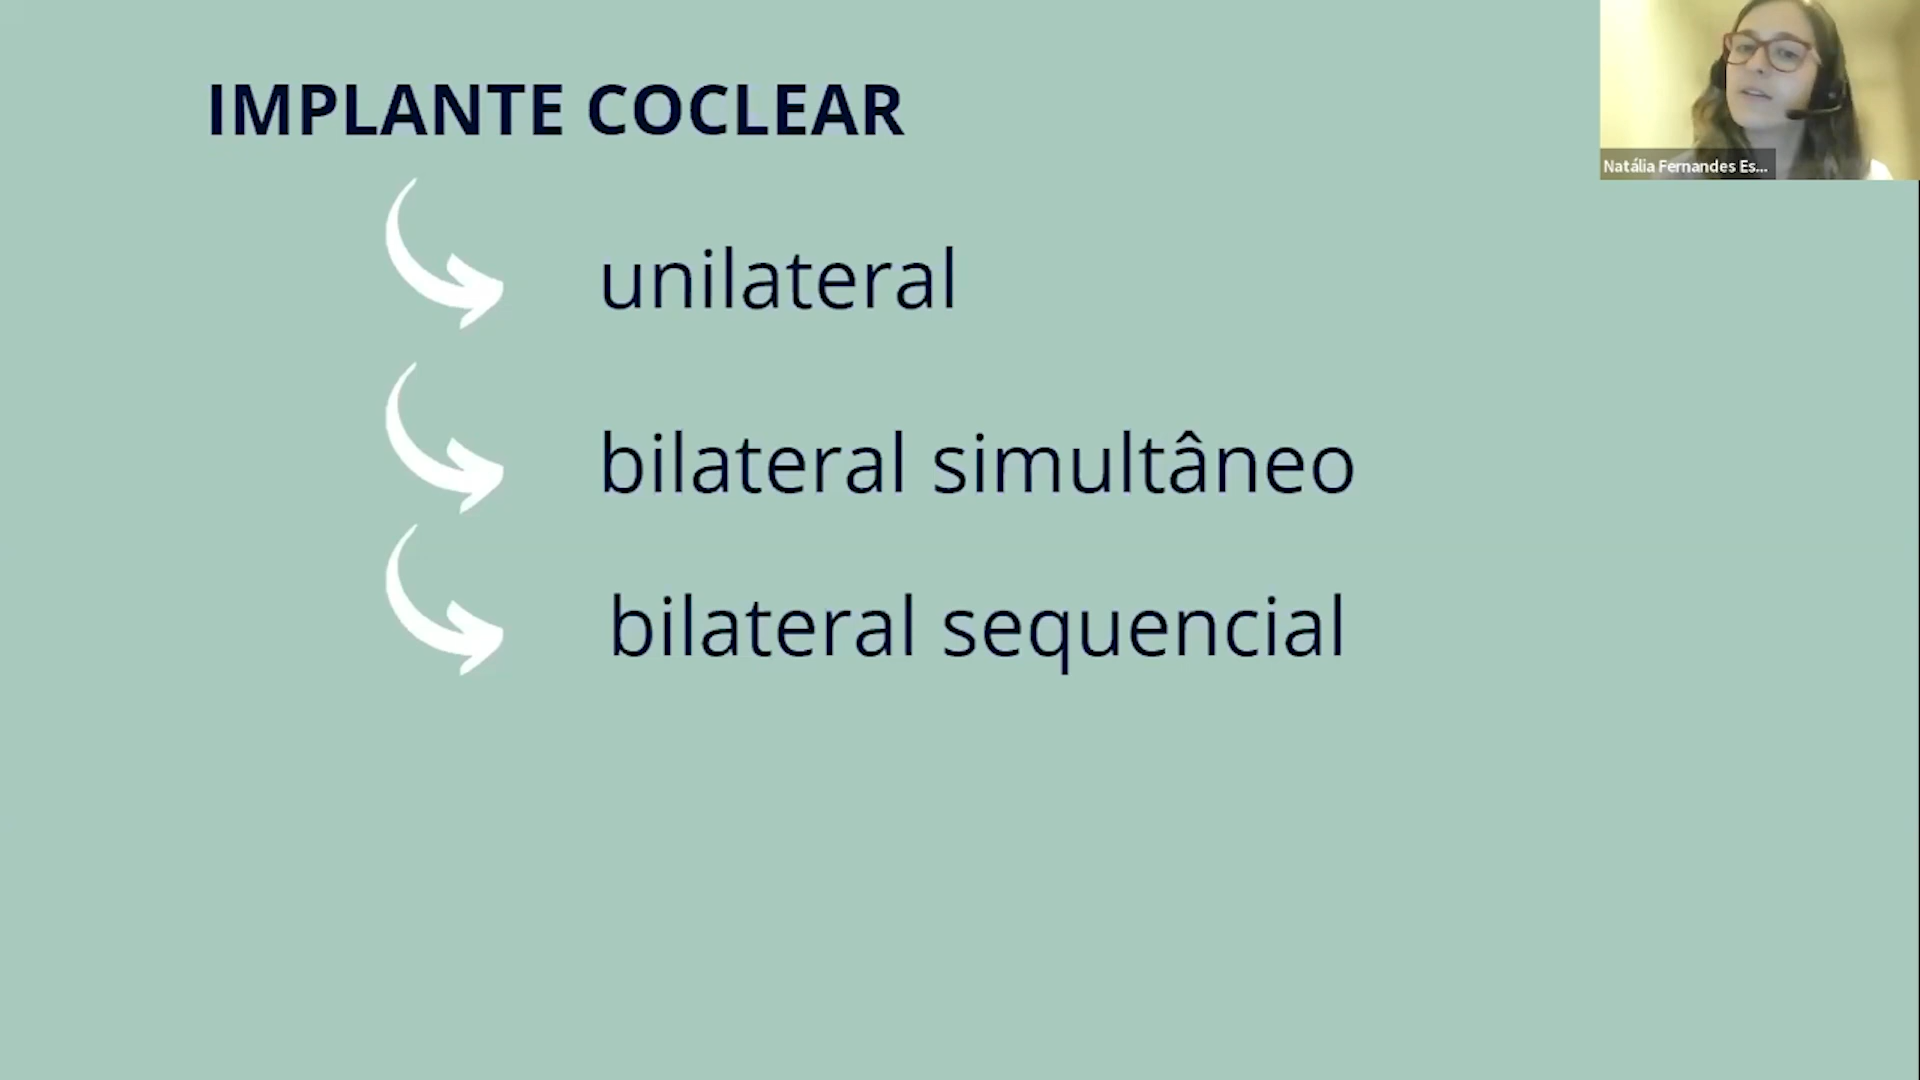 IMPLANTE COCLEAR
Natália Fernandes Es...
unilateral
bilateral simultâneo
bilateral sequencial